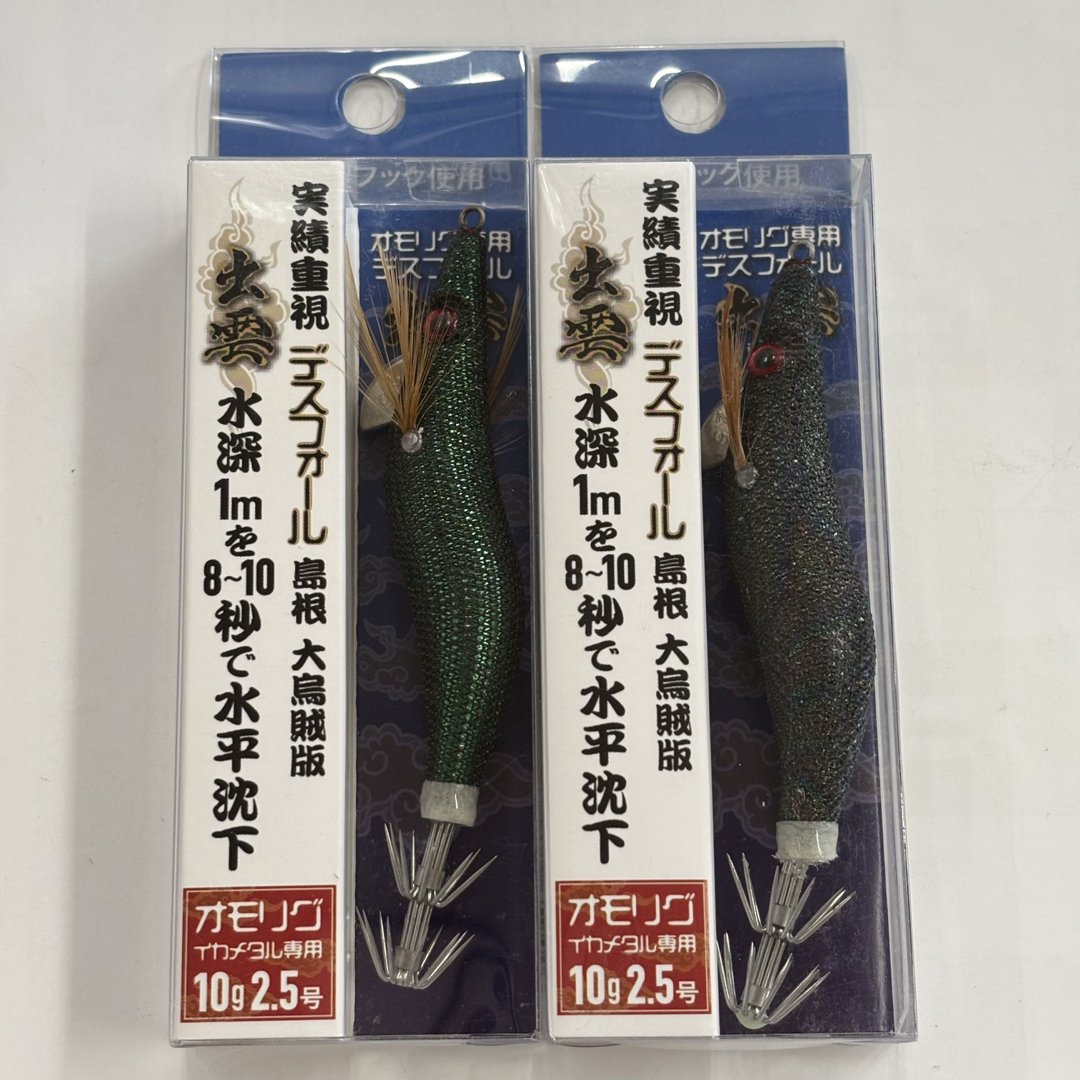 フック使用
オモリグ専用
デスフォール
実績重視 デスフォール 島根 大烏賊版
出雲
水深1mを8~10秒で水平沈下
オモリグ
イカメタル専用
10g 2.5号
ック使用
オモリグ専用
デスフォール
実績重視 デスフォール 島根 大烏賊版
出雲
水深1mを8~10秒で水平沈下
オモリグ
イカメタル専用
10g 2.5号